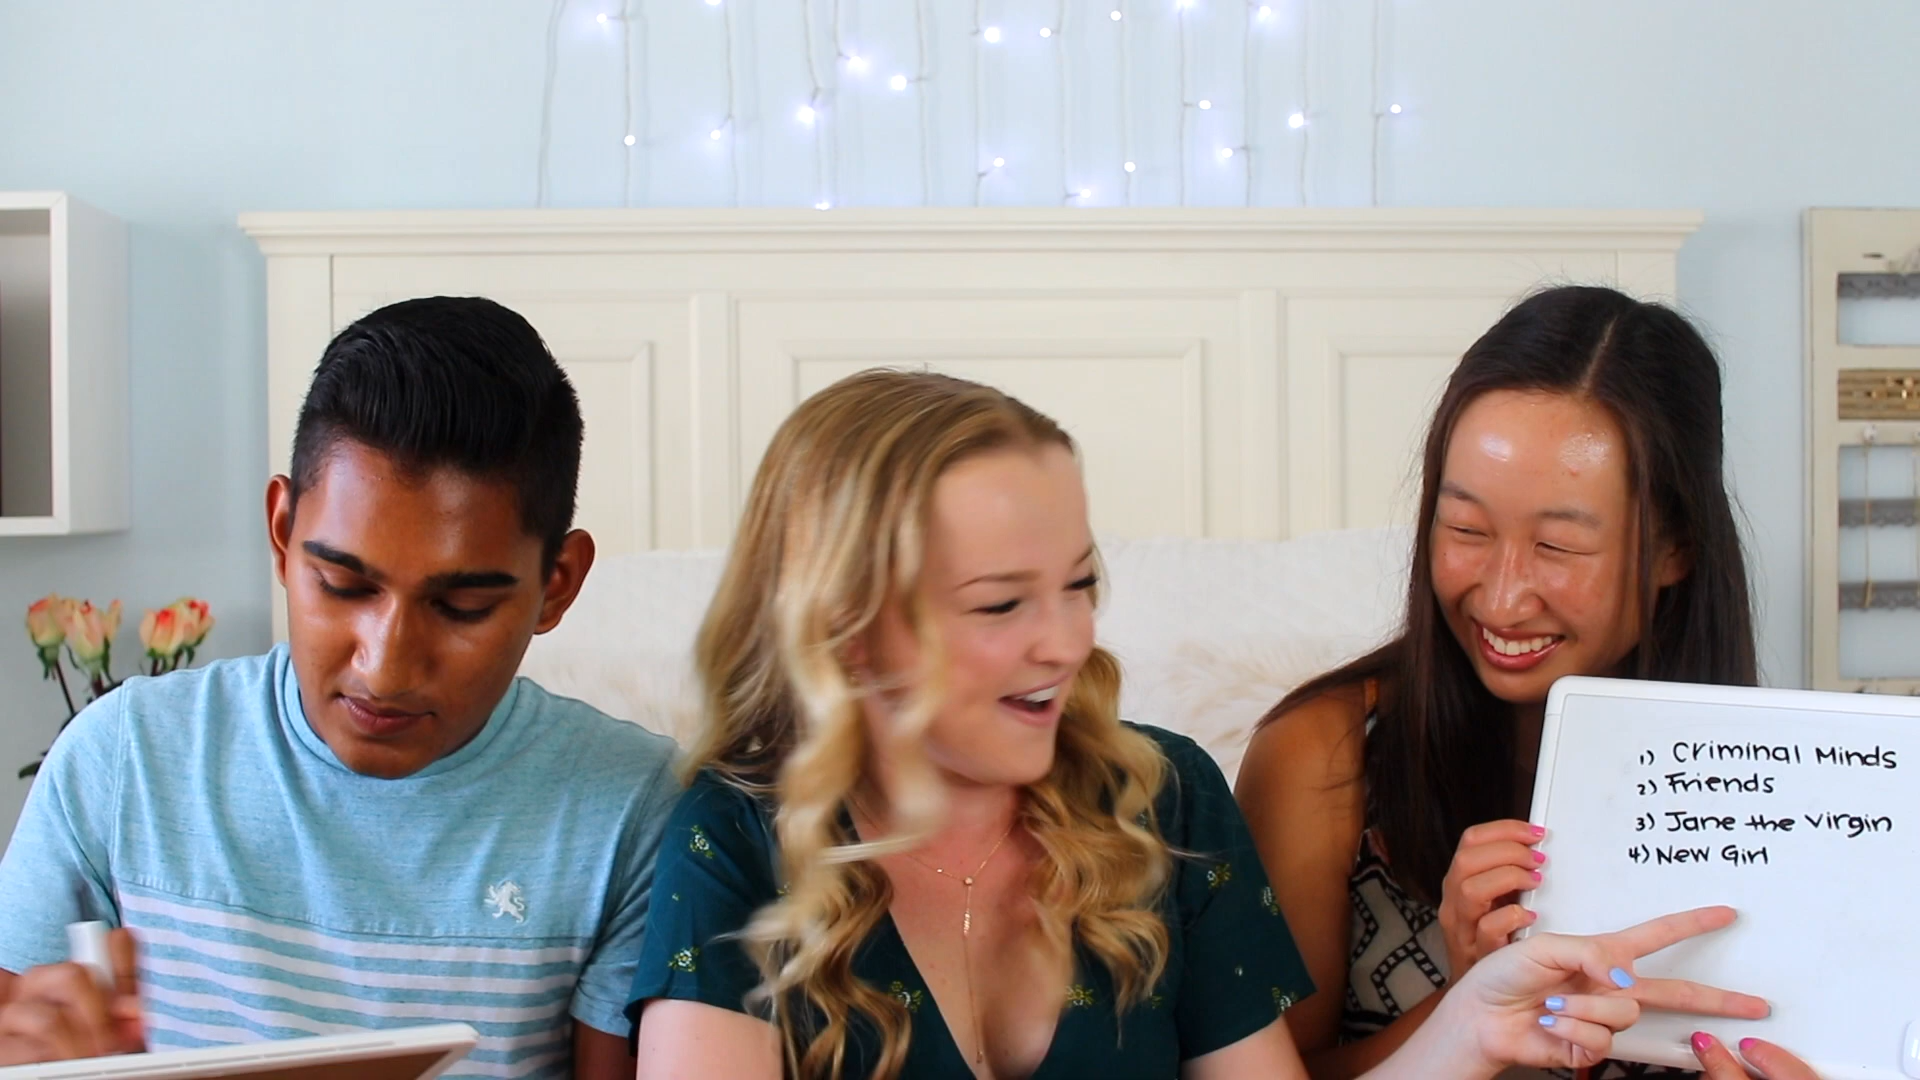 1) Criminal Minds
2) Friends
3) Jane the Virgin
4) New Girl